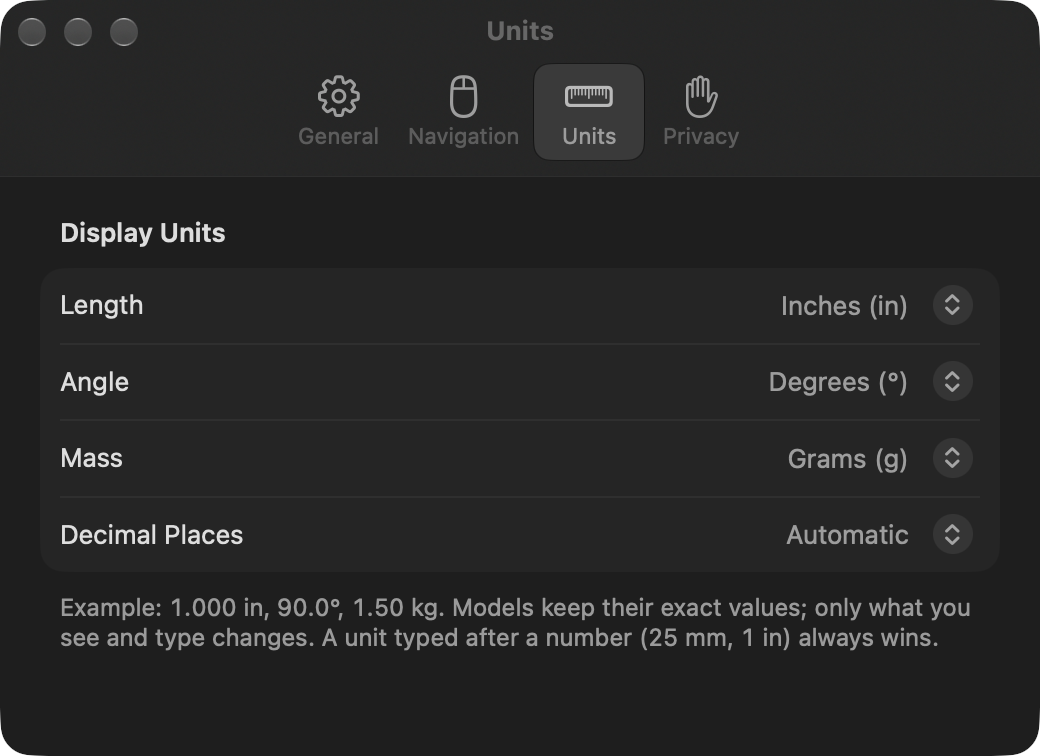 Units
General
Navigation
Units
Privacy
Display Units
Length
Inches (in)
Angle
Degrees (°)
Mass
Grams (g)
Decimal Places
Automatic
Example: 1.000 in, 90.0°, 1.50 kg. Models keep their exact values; only what you
see and type changes. A unit typed after a number (25 mm, 1 in) always wins.